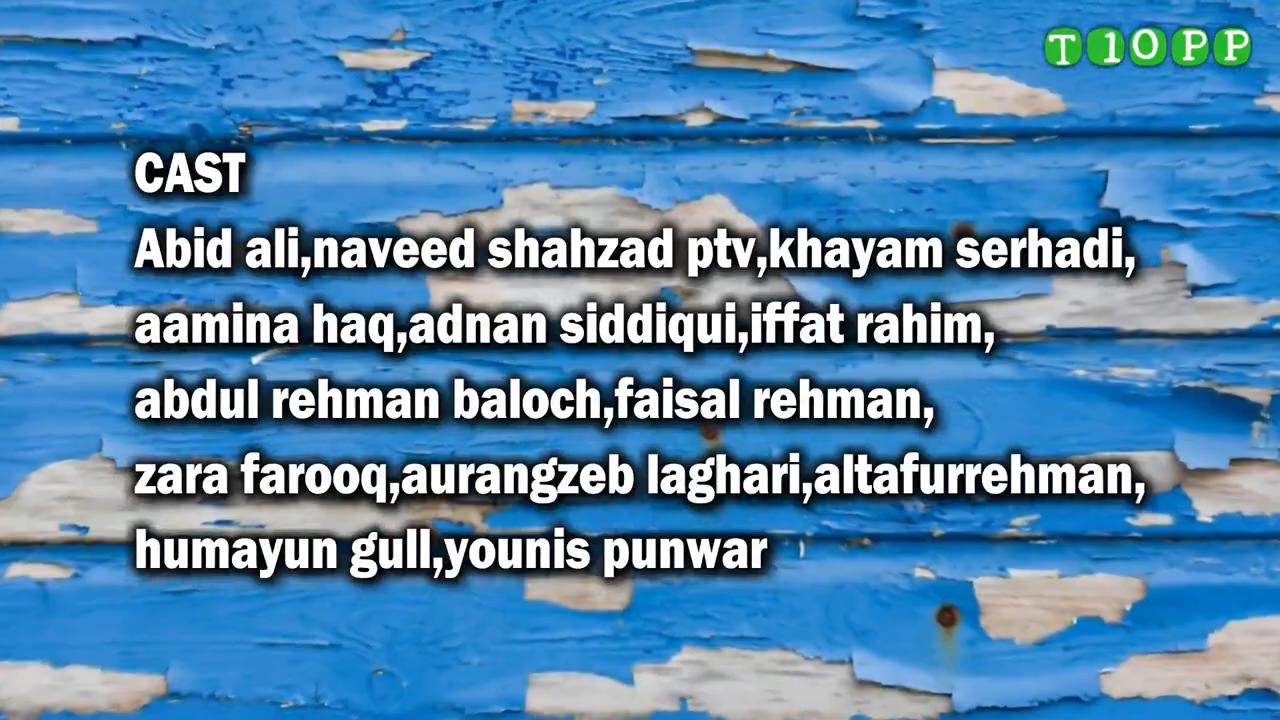 T10PP
CAST
Abid ali,naveed shahzad ptv,khayam serhadi,
aamina haq,adnan siddiqui,iffat rahim,
abdul rehman baloch,faisal rehman,
zara farooq,aurangzeb laghari,altafurrehman,
humayun gull,younis punwar